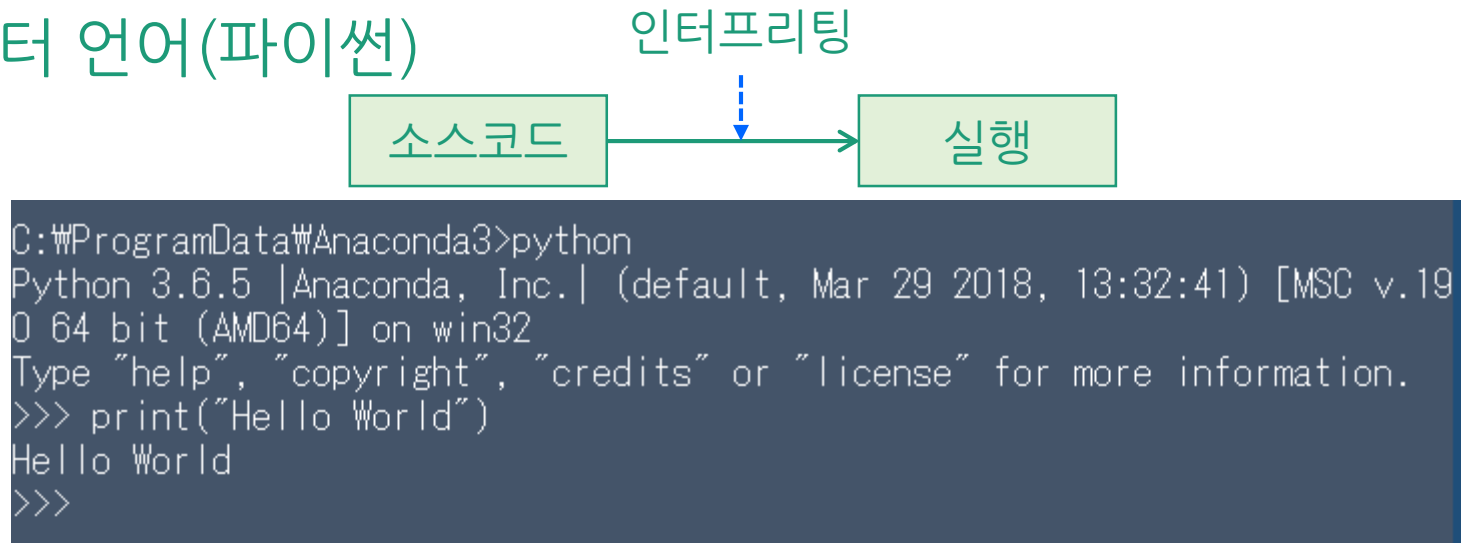 터 언어(파이썬)
인터프리팅
소스코드
실행
C:₩ProgramData₩Anaconda3>python
Python 3.6.5 |Anaconda, Inc.| (default, Mar 29 2018, 13:32:41) [MSC v.19
0 64 bit (AMD64)] on win32
Type "help", "copyright", "credits" or "license" for more information.
>>> print("Hello World")
Hello World
>>>